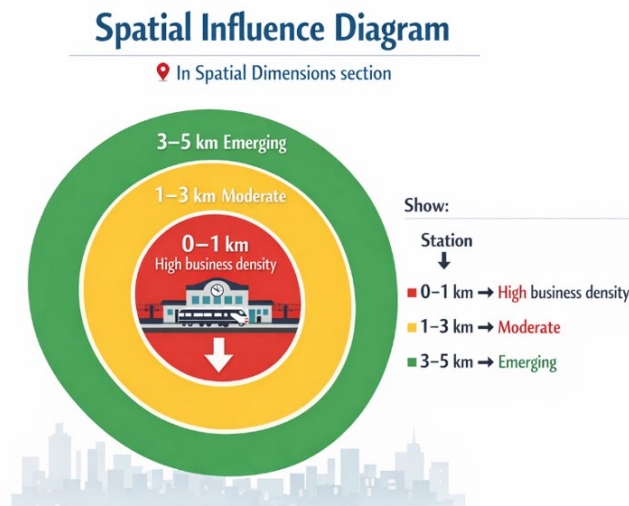 Spatial Influence Diagram
In Spatial Dimensions section
3–5 km Emerging
1–3 km Moderate
0–1 km
High business density
Show:
Station
0–1 km → High business density
1–3 km → Moderate
3–5 km → Emerging